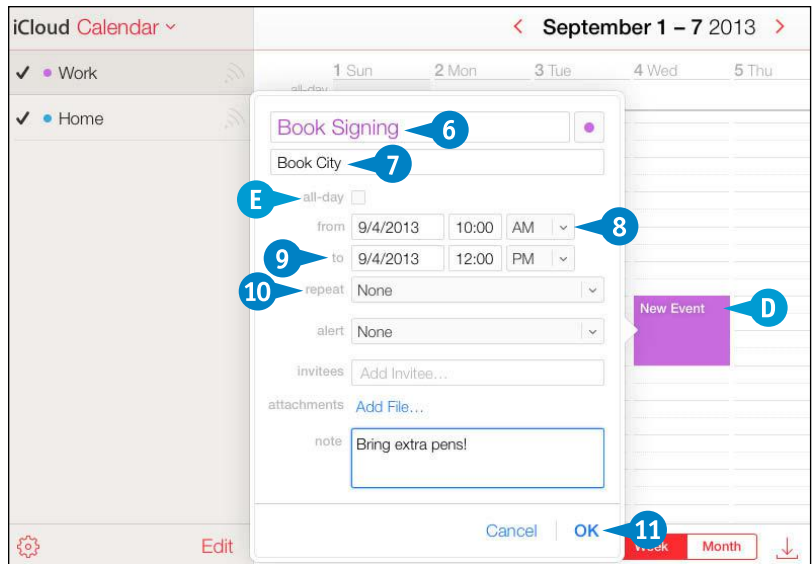 iCloud Calendar
< September 1 – 7 2013 >
✓ • Work
1 Sun 2 Mon 3 Tue 4 Wed 5 Thu
all-day
✓ • Home
Book Signing 6
Book City 7
E all-day
from 9/4/2013 10:00 AM 8
9 to 9/4/2013 12:00 PM
10 repeat None
New Event D
alert None
invitees Add Invitee...
attachments Add File...
note Bring extra pens!
Cancel OK 11
Edit
Week Month